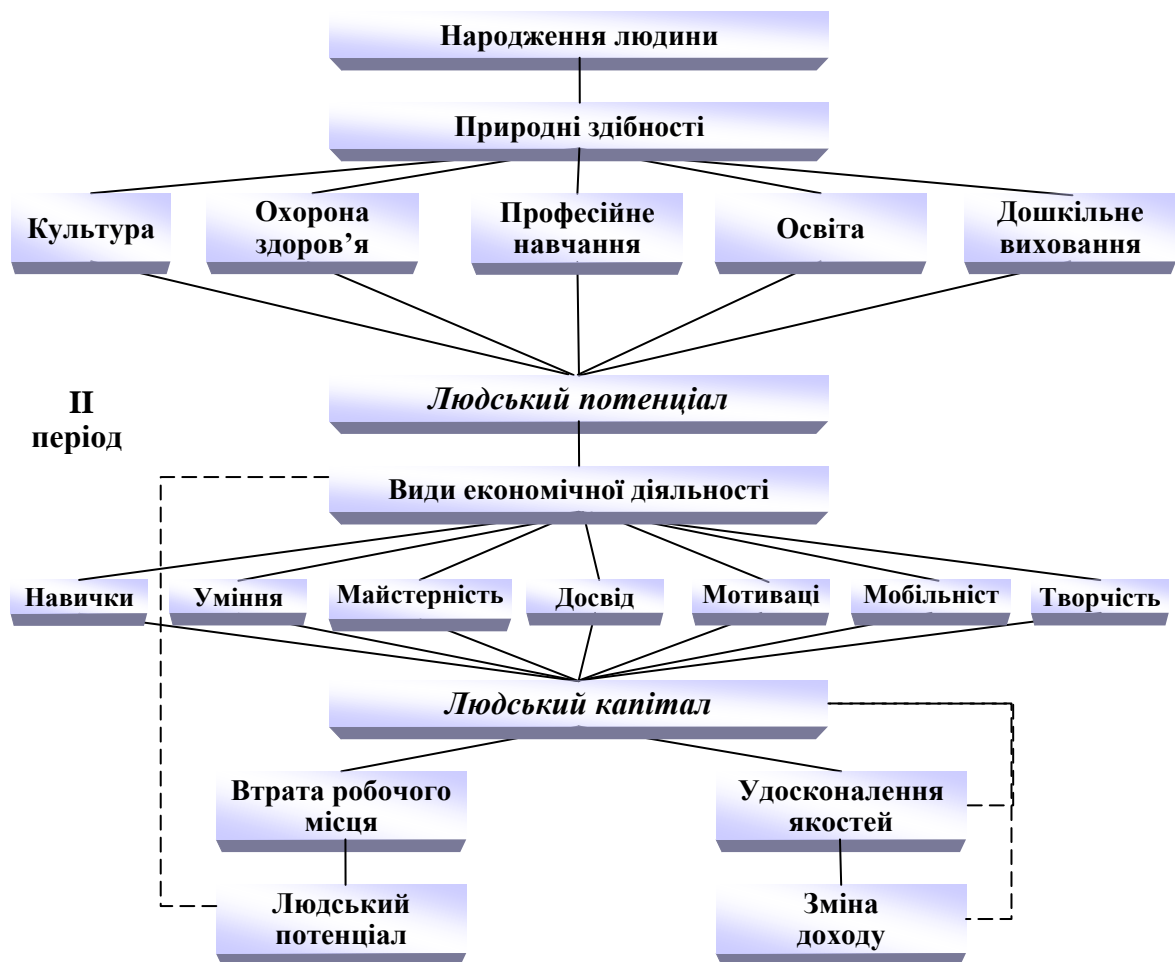 Народження людини
Природні здібності
Культура
Охорона
здоров’я
Професійне
навчання
Освіта
Дошкільне
виховання
II
період
Людський потенціал
Види економічної діяльності
Навички
Уміння
Майстерність
Досвід
Мотиваці
Мобільніст
Творчість
Людський капітал
Втрата робочого
місця
Удосконалення
якостей
Людський
потенціал
Зміна
доходу